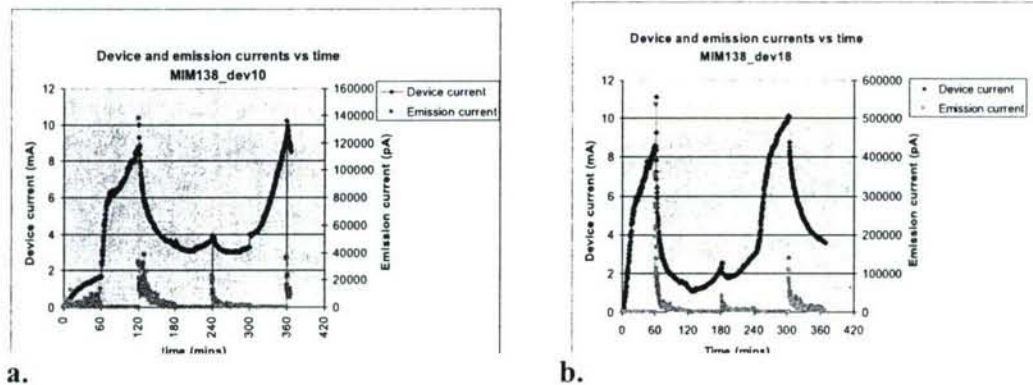 Device and emission currents vs time
MIM138_dev10
Device current
Emission current
Device current (mA)
12
10
8
6
4
2
0
Emission current (pA)
160000
140000
120000
100000
80000
60000
40000
20000
0
0
60
120
180
240
300
360
420
time (mins)
a.
Device and emission currents vs time
MIM138_dev18
Device current
Emission current
Device current (mA)
12
10
8
6
4
2
0
Emission current (pA)
600000
500000
400000
300000
200000
100000
0
0
60
120
180
240
300
360
420
Time (mins)
b.